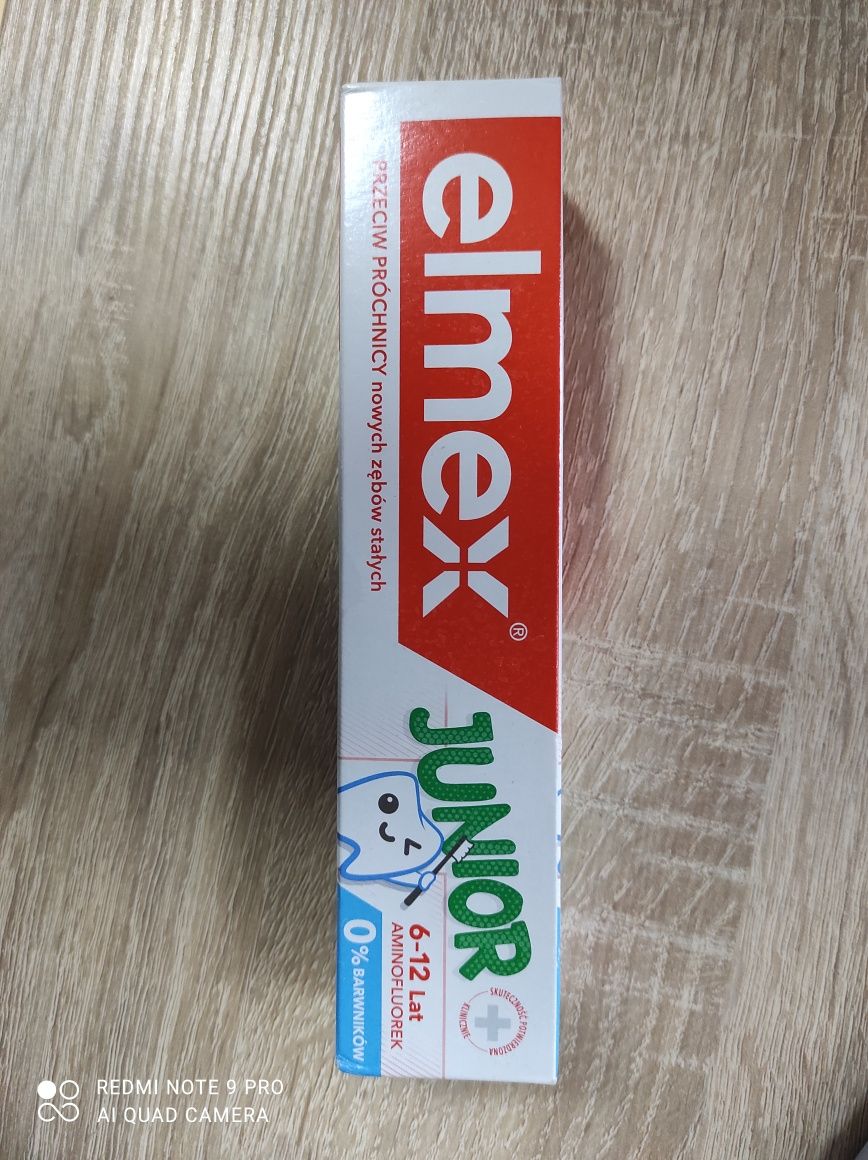 elmex®
PRZECIW PRÓCHNICY nowych zębów stałych
JUNIOR
6-12 Lat
AMINOFLUOREK
0% BARWNIKÓW
SKUTECZNOŚĆ POTWIERDZONA
KLINICZNIE
REDMI NOTE 9 PRO
AI QUAD CAMERA